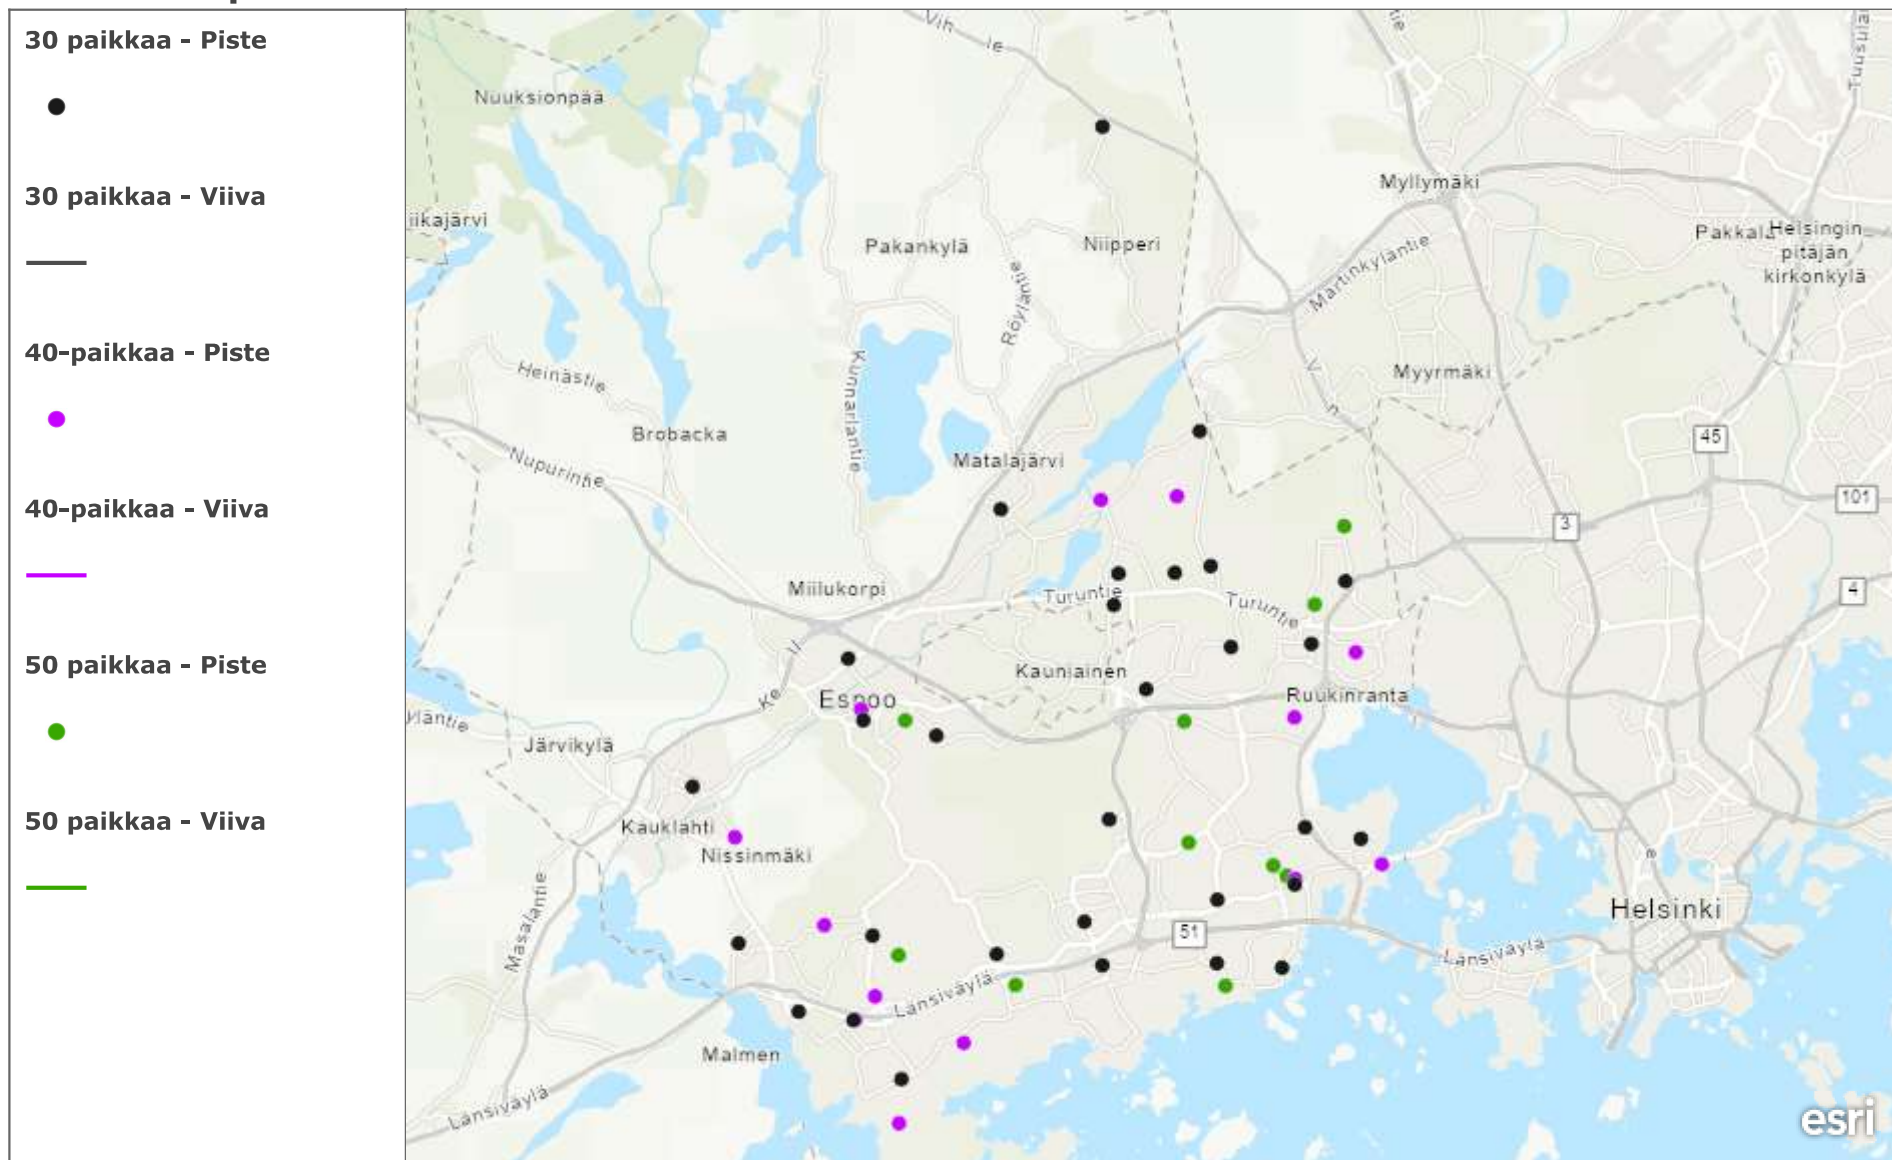 30 paikkaa - Piste
30 paikkaa - Viiva
40-paikkaa - Piste
40-paikkaa - Viiva
50 paikkaa - Piste
50 paikkaa - Viiva
Nuuksionpää
Myllymäki
iikajärvi
Pakankylä
Niipperi
Pakkala
Helsingin
pitäjän
kirkonkylä
Martinkyläntie
Röyläntie
Kunnarlantie
Heinästie
Myyrmäki
Brobacka
Nupurintie
Matalajärvi
45
101
3
4
Miilukorpi
Turuntie
Turuntie
Kauniainen
Espoo
Ruukinranta
yläntie
Järvikylä
Kauklahti
Nissinmäki
Masalantie
51
Helsinki
Länsiväylä
Länsiväylä
Malmen
Länsiväylä
esri